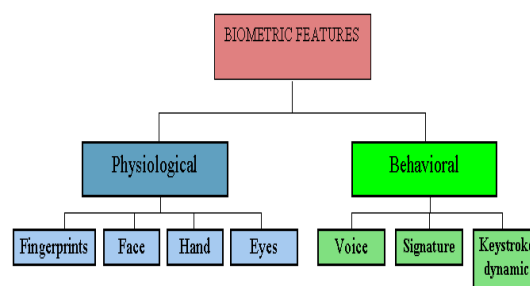 BIOMETRIC FEATURES
Physiological
Behavioral
Fingerprints
Face
Hand
Eyes
Voice
Signature
Keystroke
dynamic